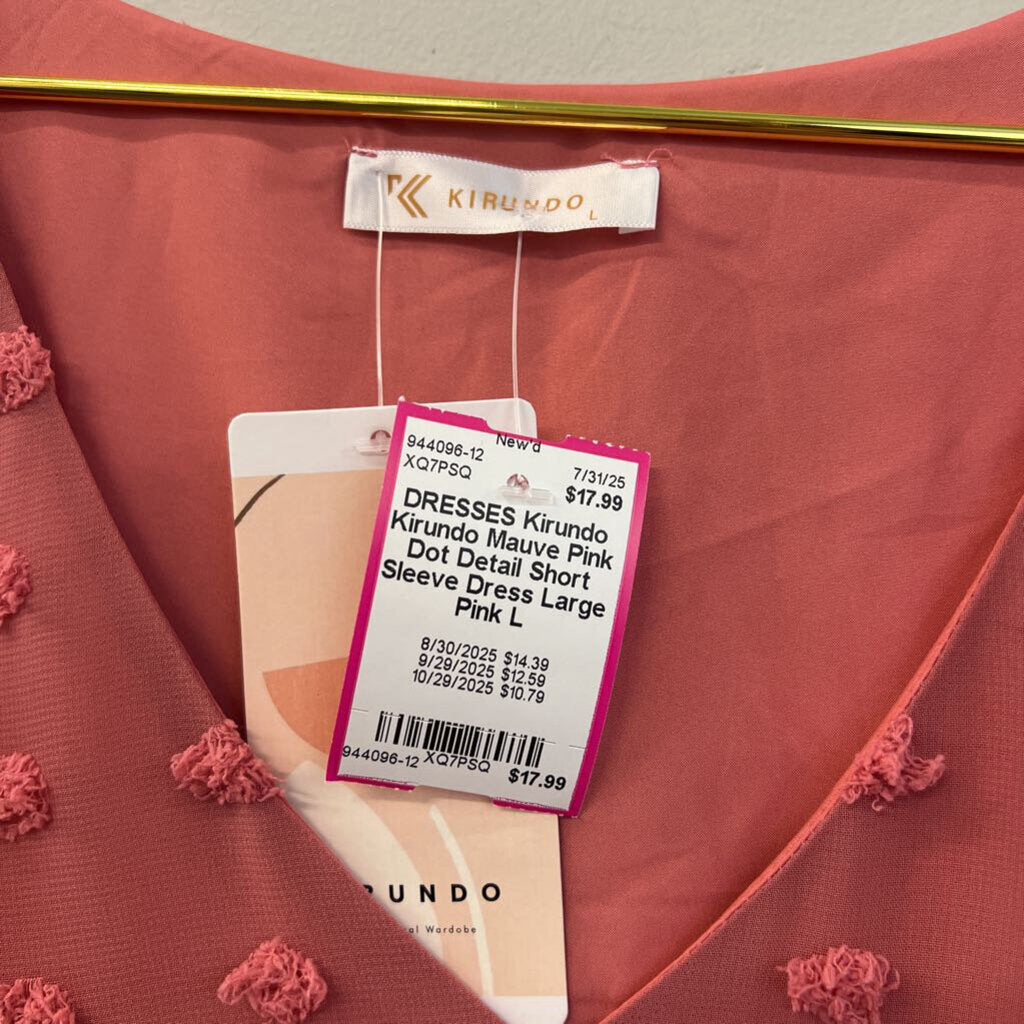 KIRUNDO
L
New'd
944096-12
XQ7PSQ
7/31/25
$17.99
DRESSES Kirundo
Kirundo Mauve Pink
Dot Detail Short
Sleeve Dress Large
Pink L
8/30/2025 $14.39
9/29/2025 $12.59
10/29/2025 $10.79
944096-12 XQ7PSQ $17.99
RUNDO
al Wardobe